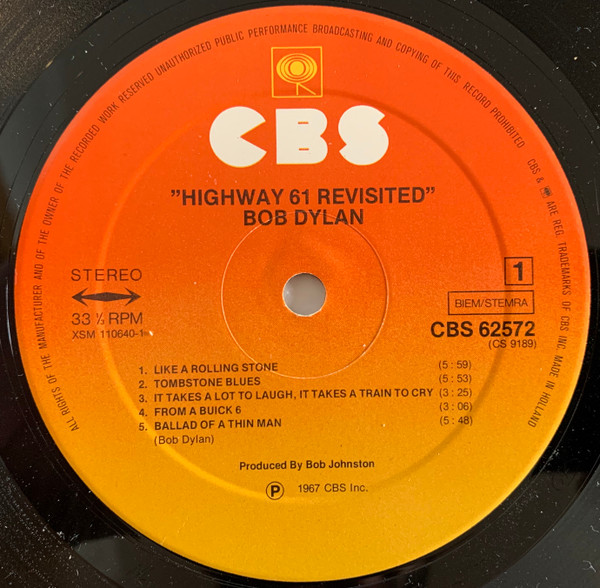 ALL RIGHTS OF THE MANUFACTURER AND OF THE OWNER OF THE RECORDED WORK RESERVED UNAUTHORIZED PUBLIC PERFORMANCE BROADCASTING AND COPYING OF THIS RECORD PROHIBITED
CBS & ARE REG. TRADEMARKS OF CBS INC. MADE IN HOLLAND
CBS
"HIGHWAY 61 REVISITED"
BOB DYLAN
STEREO
33 ⅓ RPM
XSM 110640-1
1
BIEM/STEMRA
CBS 62572
(CS 9189)
1. LIKE A ROLLING STONE (5 : 59)
2. TOMBSTONE BLUES (5 : 53)
3. IT TAKES A LOT TO LAUGH, IT TAKES A TRAIN TO CRY (3 : 25)
4. FROM A BUICK 6 (3 : 06)
5. BALLAD OF A THIN MAN (5 : 48)
(Bob Dylan)
Produced By Bob Johnston
℗ 1967 CBS Inc.